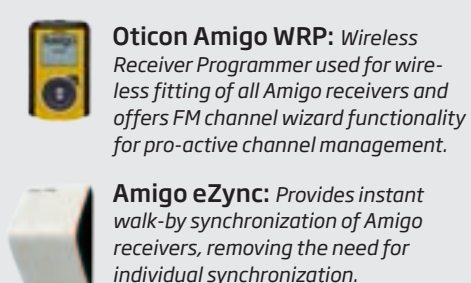 Oticon Amigo WRP: Wireless
Receiver Programmer used for wire-
less fitting of all Amigo receivers and
offers FM channel wizard functionality
for pro-active channel management.
Amigo eZync: Provides instant
walk-by synchronization of Amigo
receivers, removing the need for
individual synchronization.